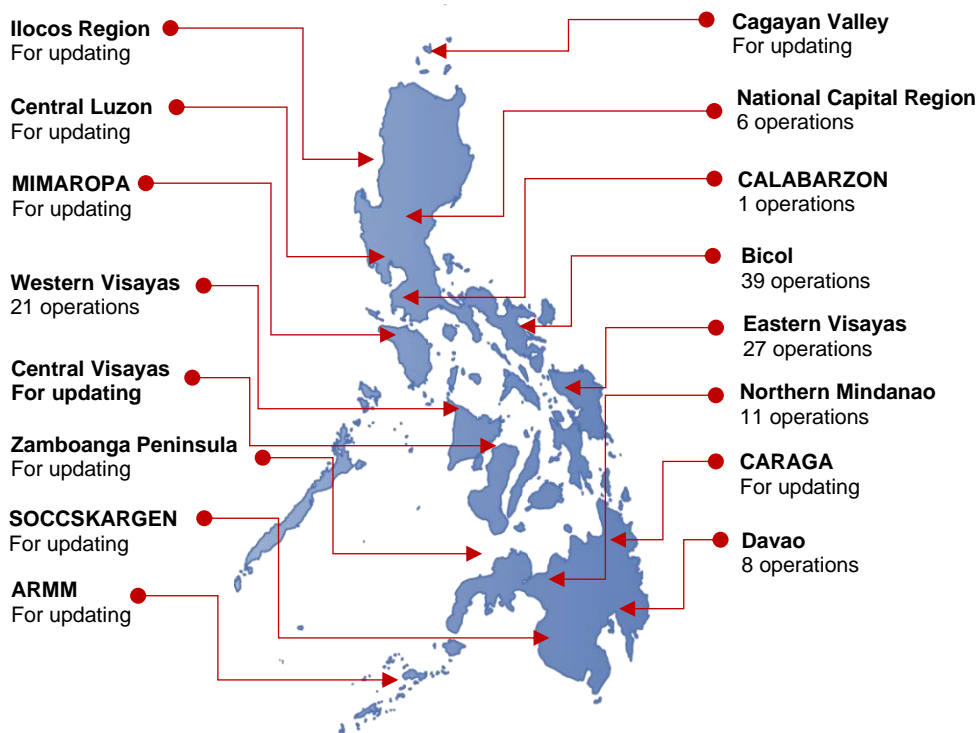 Ilocos Region
For updating
Central Luzon
For updating
MIMAROPA
For updating
Western Visayas
21 operations
Central Visayas
For updating
Zamboanga Peninsula
For updating
SOCCSKARGEN
For updating
ARMM
For updating
Cagayan Valley
For updating
National Capital Region
6 operations
CALABARZON
1 operations
Bicol
39 operations
Eastern Visayas
27 operations
Northern Mindanao
11 operations
CARAGA
For updating
Davao
8 operations